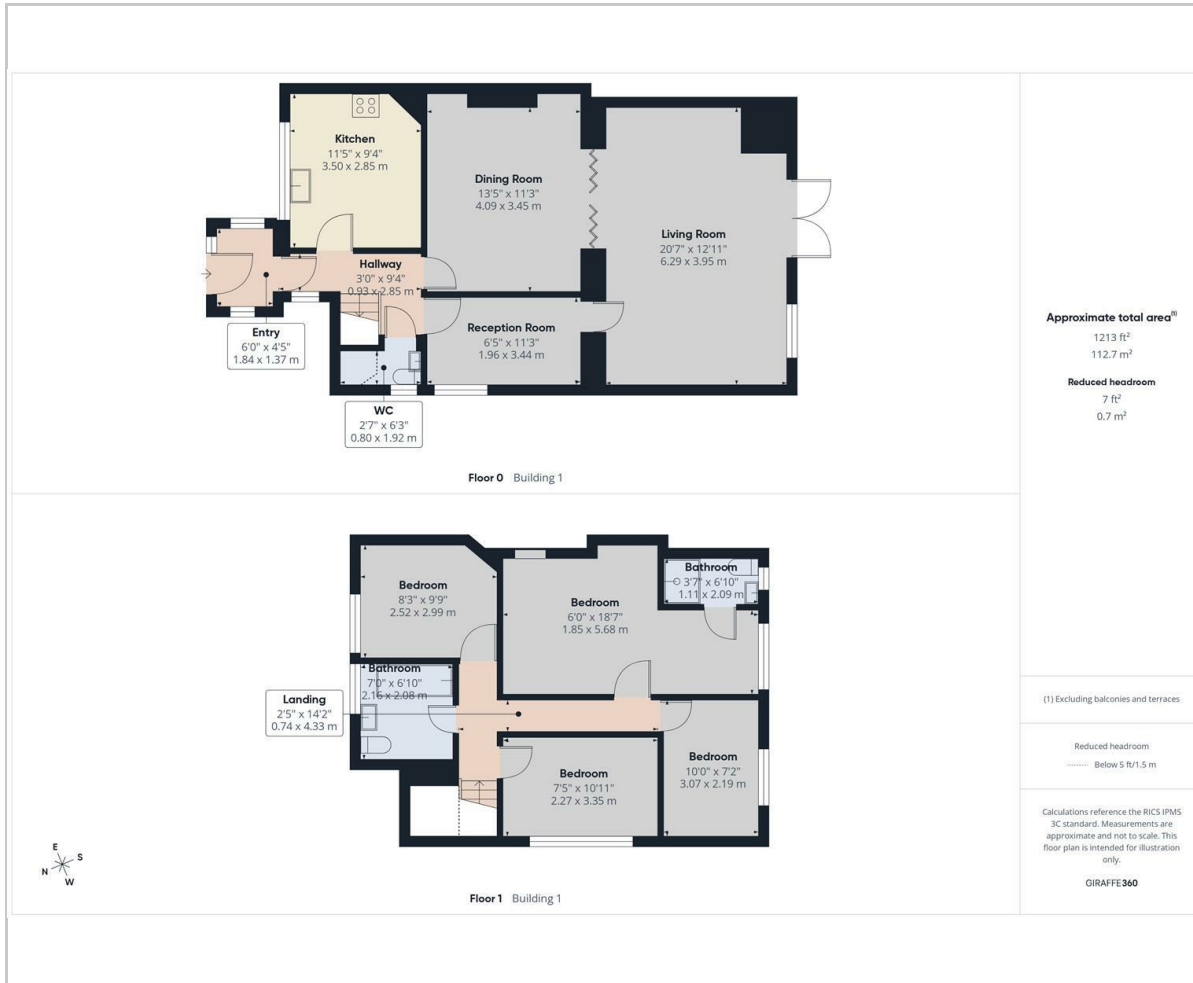 Kitchen
11'5" x 9'4"
3.50 x 2.85 m
Dining Room
13'5" x 11'3"
4.09 x 3.45 m
Living Room
20'7" x 12'11"
6.29 x 3.95 m
Hallway
3'0" x 9'4"
0.93 x 2.85 m
Entry
6'0" x 4'5"
1.84 x 1.37 m
Reception Room
6'5" x 11'3"
1.96 x 3.44 m
WC
2'7" x 6'3"
0.80 x 1.92 m
Floor 0 Building 1
Bedroom
8'3" x 9'9"
2.52 x 2.99 m
Bedroom
6'0" x 18'7"
1.85 x 5.68 m
Bathroom
3'7" x 6'10"
1.11 x 2.09 m
Bathroom
7'0" x 6'10"
2.16 x 2.08 m
Landing
2'5" x 14'2"
0.74 x 4.33 m
Bedroom
7'5" x 10'11"
2.27 x 3.35 m
Bedroom
10'0" x 7'2"
3.07 x 2.19 m
E
S
N
W
Floor 1 Building 1
Approximate total area(1)
1213 ft²
112.7 m²
Reduced headroom
7 ft²
0.7 m²
(1) Excluding balconies and terraces
Reduced headroom
Below 5 ft/1.5 m
Calculations reference the RICS IPMS
3C standard. Measurements are
approximate and not to scale. This
floor plan is intended for illustration
only.
GIRAFFE360